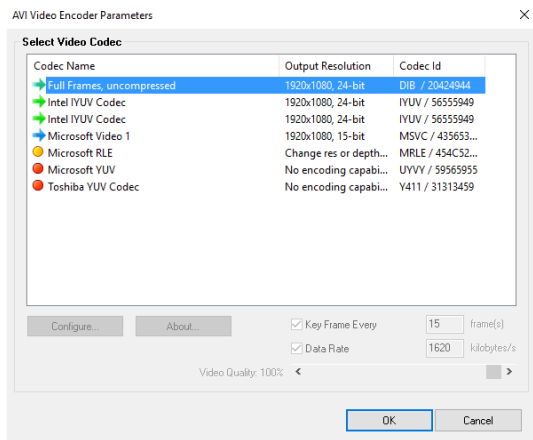 AVI Video Encoder Parameters
Select Video Codec
Codec Name Output Resolution Codec Id
Full Frames, uncompressed 1920x1080, 24-bit DIB / 20424944
Intel IYUV Codec 1920x1080, 24-bit IYUV / 56555949
Intel IYUV Codec 1920x1080, 24-bit IYUV / 56555949
Microsoft Video 1 1920x1080, 15-bit MSVC / 435653...
Microsoft RLE Change res or depth... MRLE / 454C52...
Microsoft YUV No encoding capabi... UYVY / 59565955
Toshiba YUV Codec No encoding capabi... Y411 / 31313459
Configure... About... Key Frame Every 15 frame(s)
Data Rate 1620 kilobytes/s
Video Quality: 100%
OK Cancel